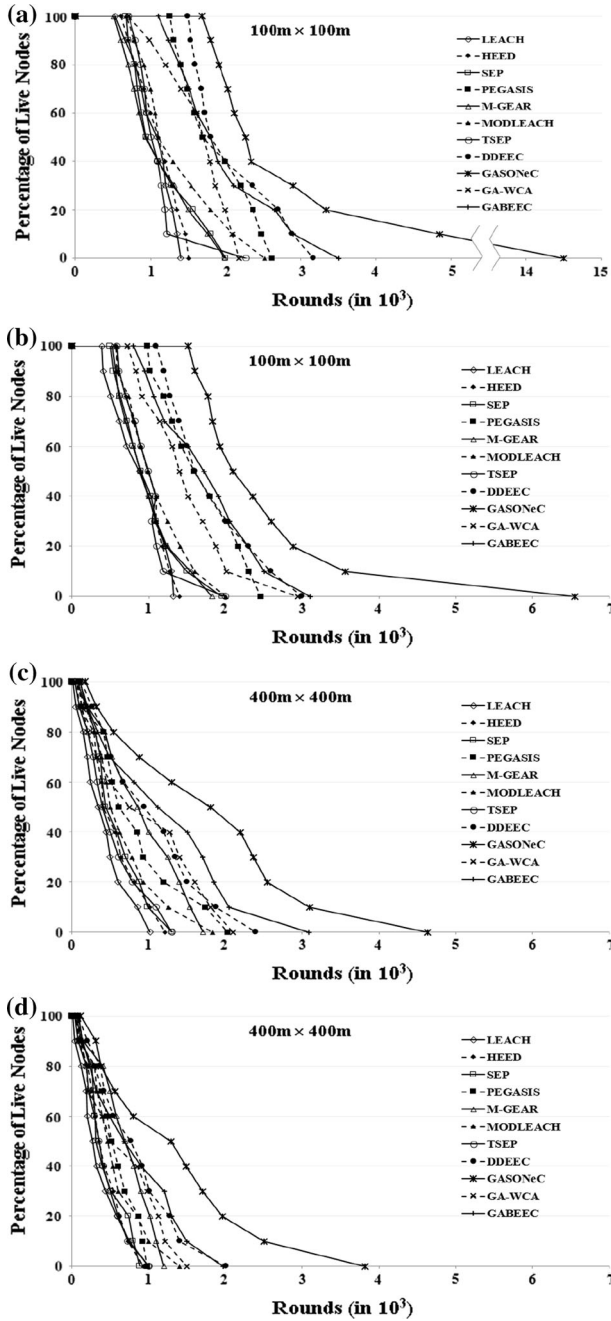 (a)
100m × 100m
Percentage of Live Nodes
100
80
60
40
20
0
LEACH
HEED
SEP
PEGASIS
M-GEAR
MODLEACH
TSEP
DDEEC
GASONeC
GA-WCA
GABEEC
0
1
2
3
4
5
14
15
Rounds (in 10³)
(b)
100m × 100m
Percentage of Live Nodes
100
80
60
40
20
0
LEACH
HEED
SEP
PEGASIS
M-GEAR
MODLEACH
TSEP
DDEEC
GASONeC
GA-WCA
GABEEC
0
1
2
3
4
5
6
7
Rounds (in 10³)
(c)
400m × 400m
Percentage of Live Nodes
100
80
60
40
20
0
LEACH
HEED
SEP
PEGASIS
M-GEAR
MODLEACH
TSEP
DDEEC
GASONeC
GA-WCA
GABEEC
0
1
2
3
4
5
6
7
Rounds (in 10³)
(d)
400m × 400m
Percentage of Live Nodes
100
80
60
40
20
0
LEACH
HEED
SEP
PEGASIS
M-GEAR
MODLEACH
TSEP
DDEEC
GASONeC
GA-WCA
GABEEC
0
1
2
3
4
5
6
7
Rounds (in 10³)